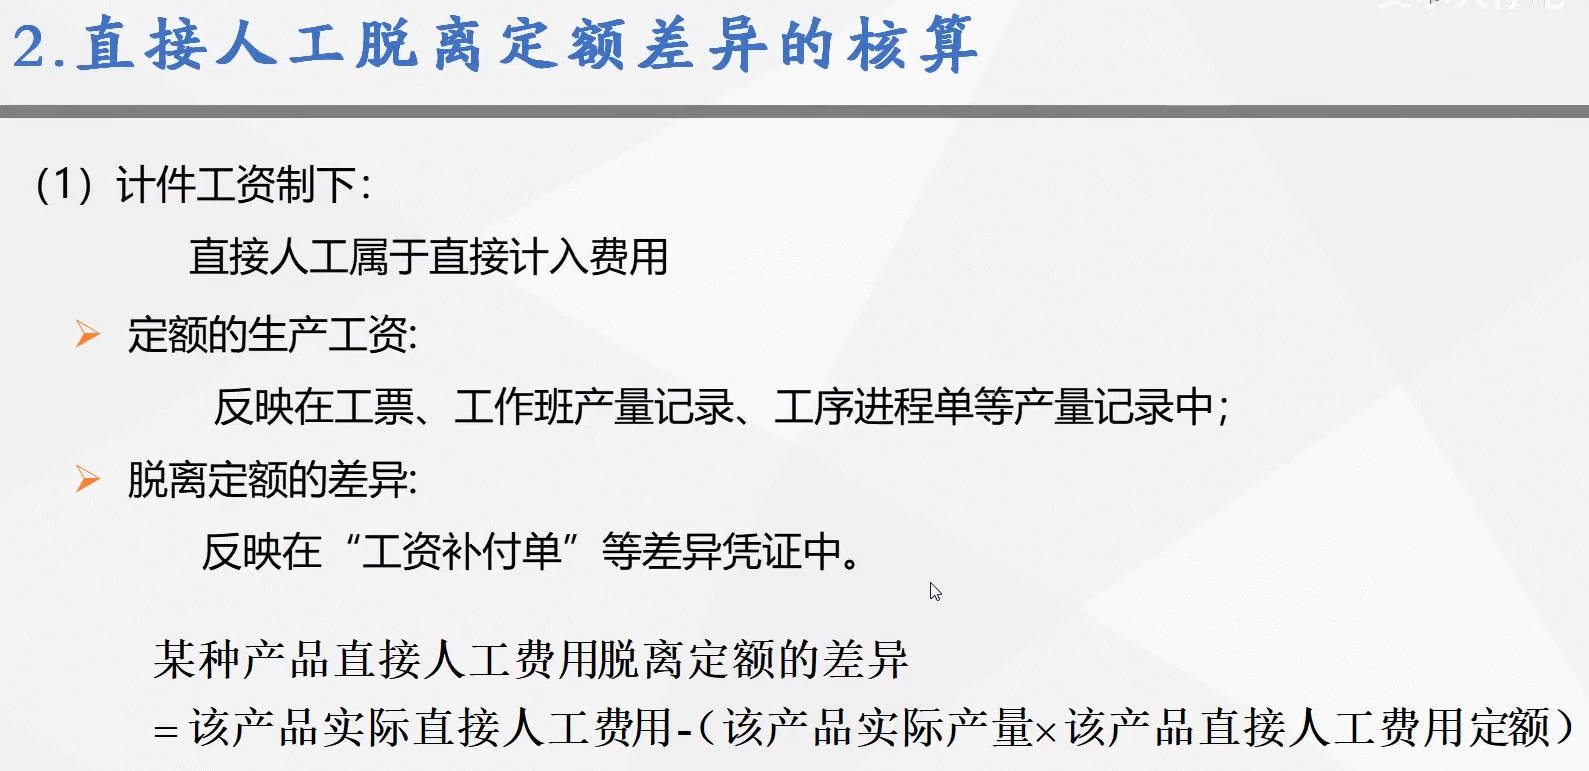 2.直接人工脱离定额差异的核算
（1）计件工资制下：
直接人工属于直接计入费用
定额的生产工资:
反映在工票、工作班产量记录、工序进程单等产量记录中；
脱离定额的差异:
反映在“工资补付单”等差异凭证中。
某种产品直接人工费用脱离定额的差异
=该产品实际直接人工费用-（该产品实际产量×该产品直接人工费用定额）